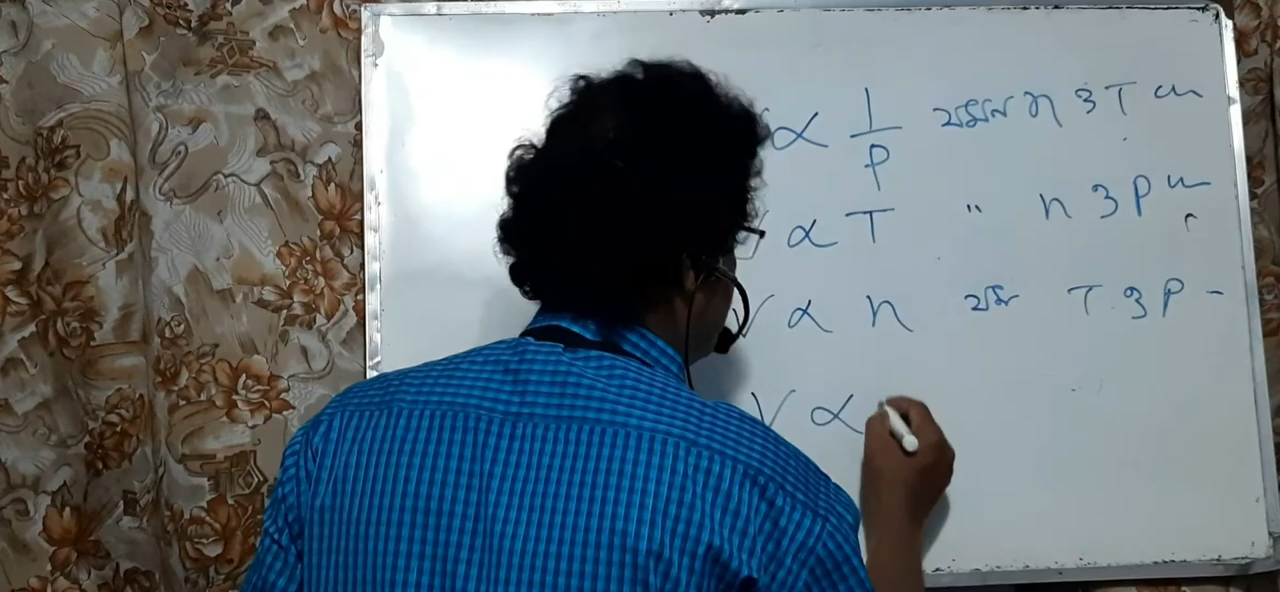 V ∝ 1/P যখন n ও T
V ∝ T " n ও P
V ∝ n যখন T ও P -
V ∝